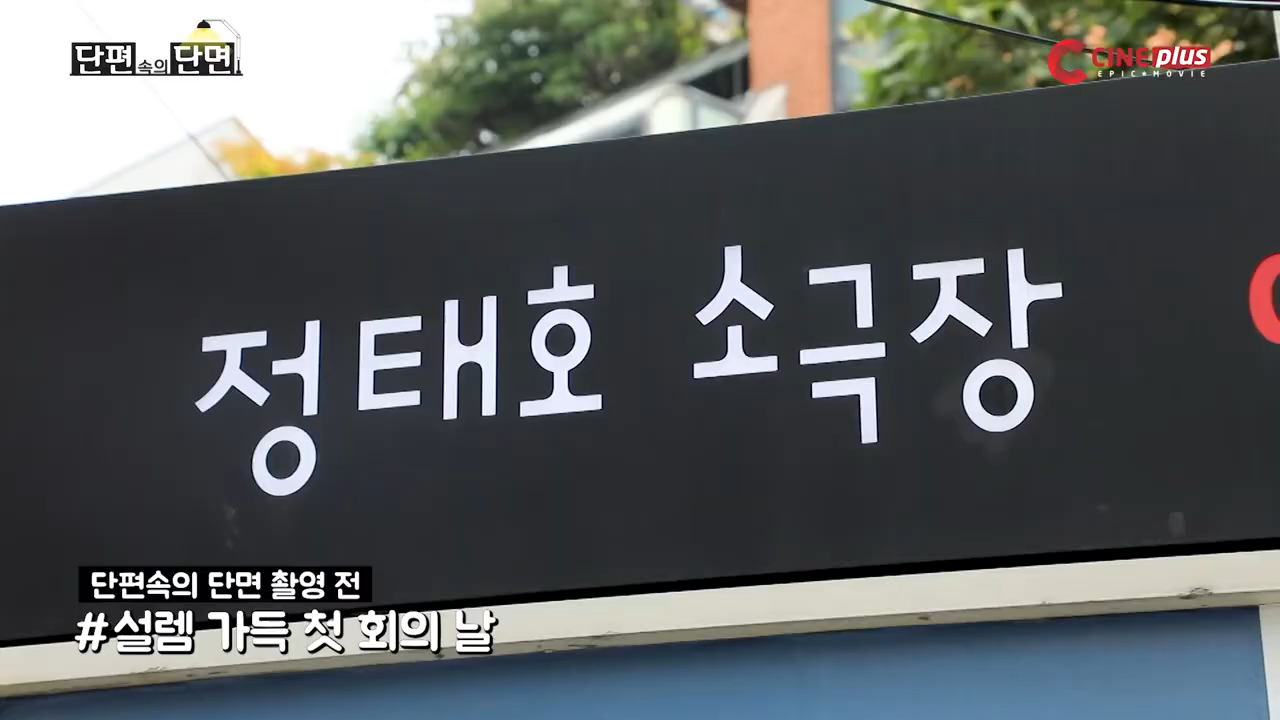 단편속의단면
CINEplus
EPIC★MOVIE
정태호 소극장
단편속의 단면 촬영 전
#설렘 가득 첫 회의 날